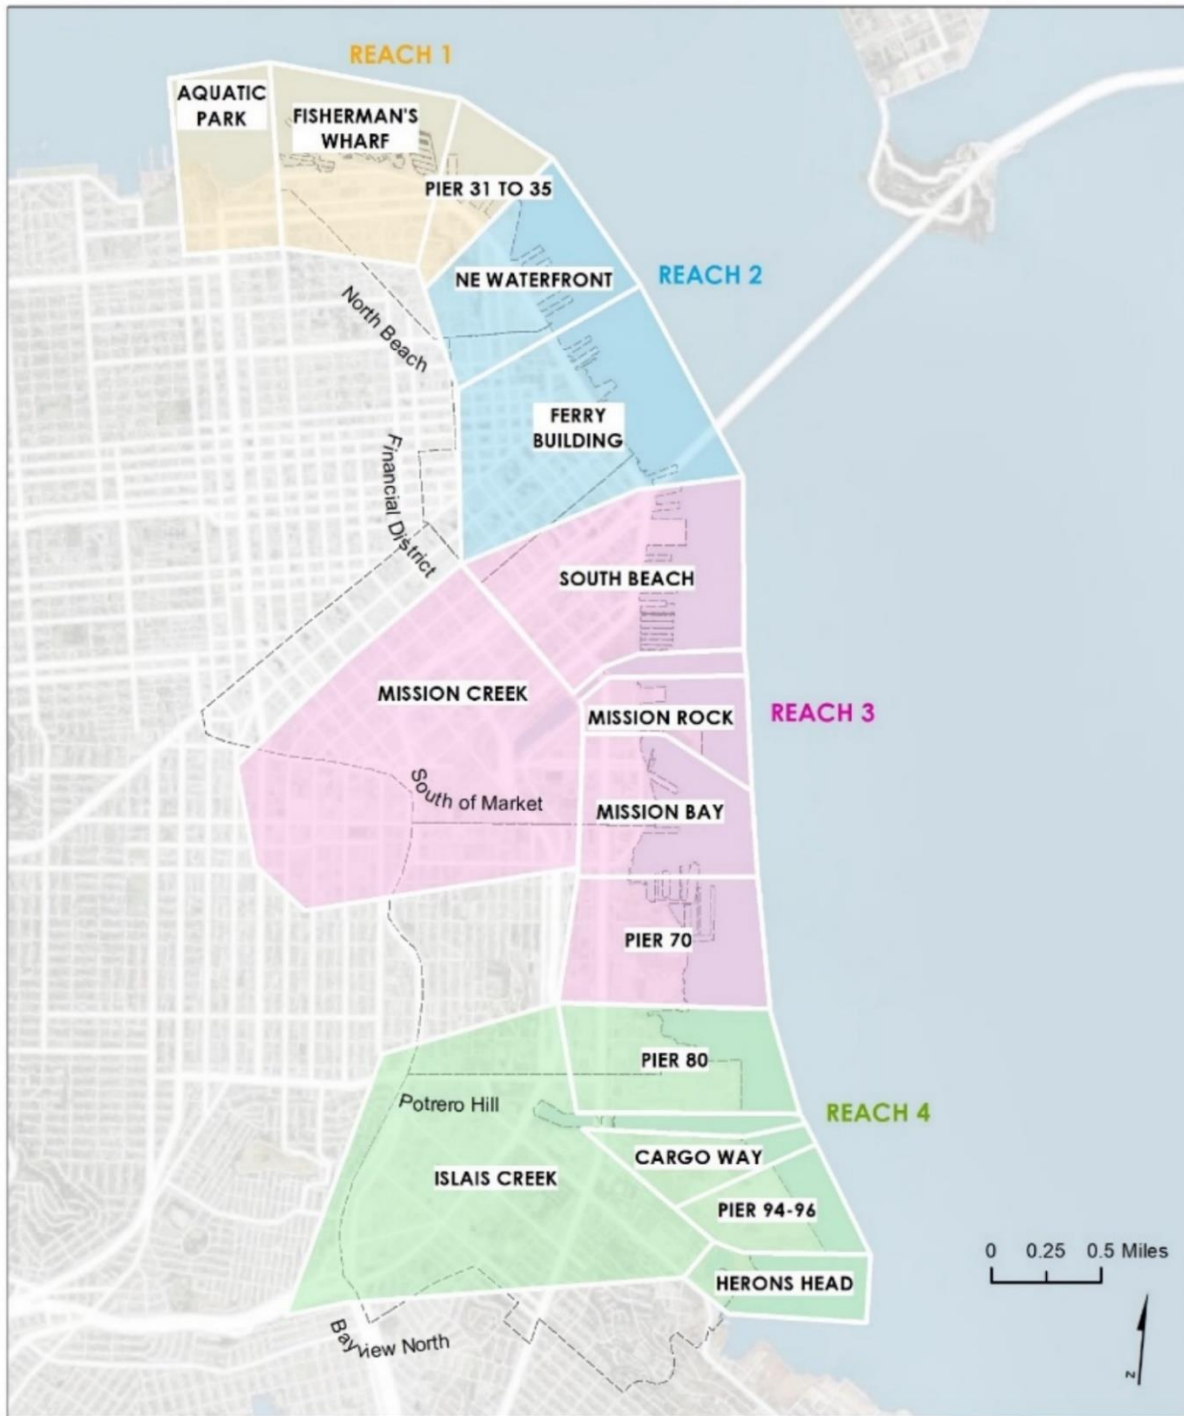 REACH 1
AQUATIC
PARK
FISHERMAN'S
WHARF
PIER 31 TO 35
NE WATERFRONT
REACH 2
North Beach
FERRY
BUILDING
Financial District
SOUTH BEACH
MISSION CREEK
MISSION ROCK
REACH 3
South of Market
MISSION BAY
PIER 70
PIER 80
Potrero Hill
REACH 4
CARGO WAY
ISLAIS CREEK
PIER 94-96
0 0.25 0.5 Miles
HERONS HEAD
Bayview North
N